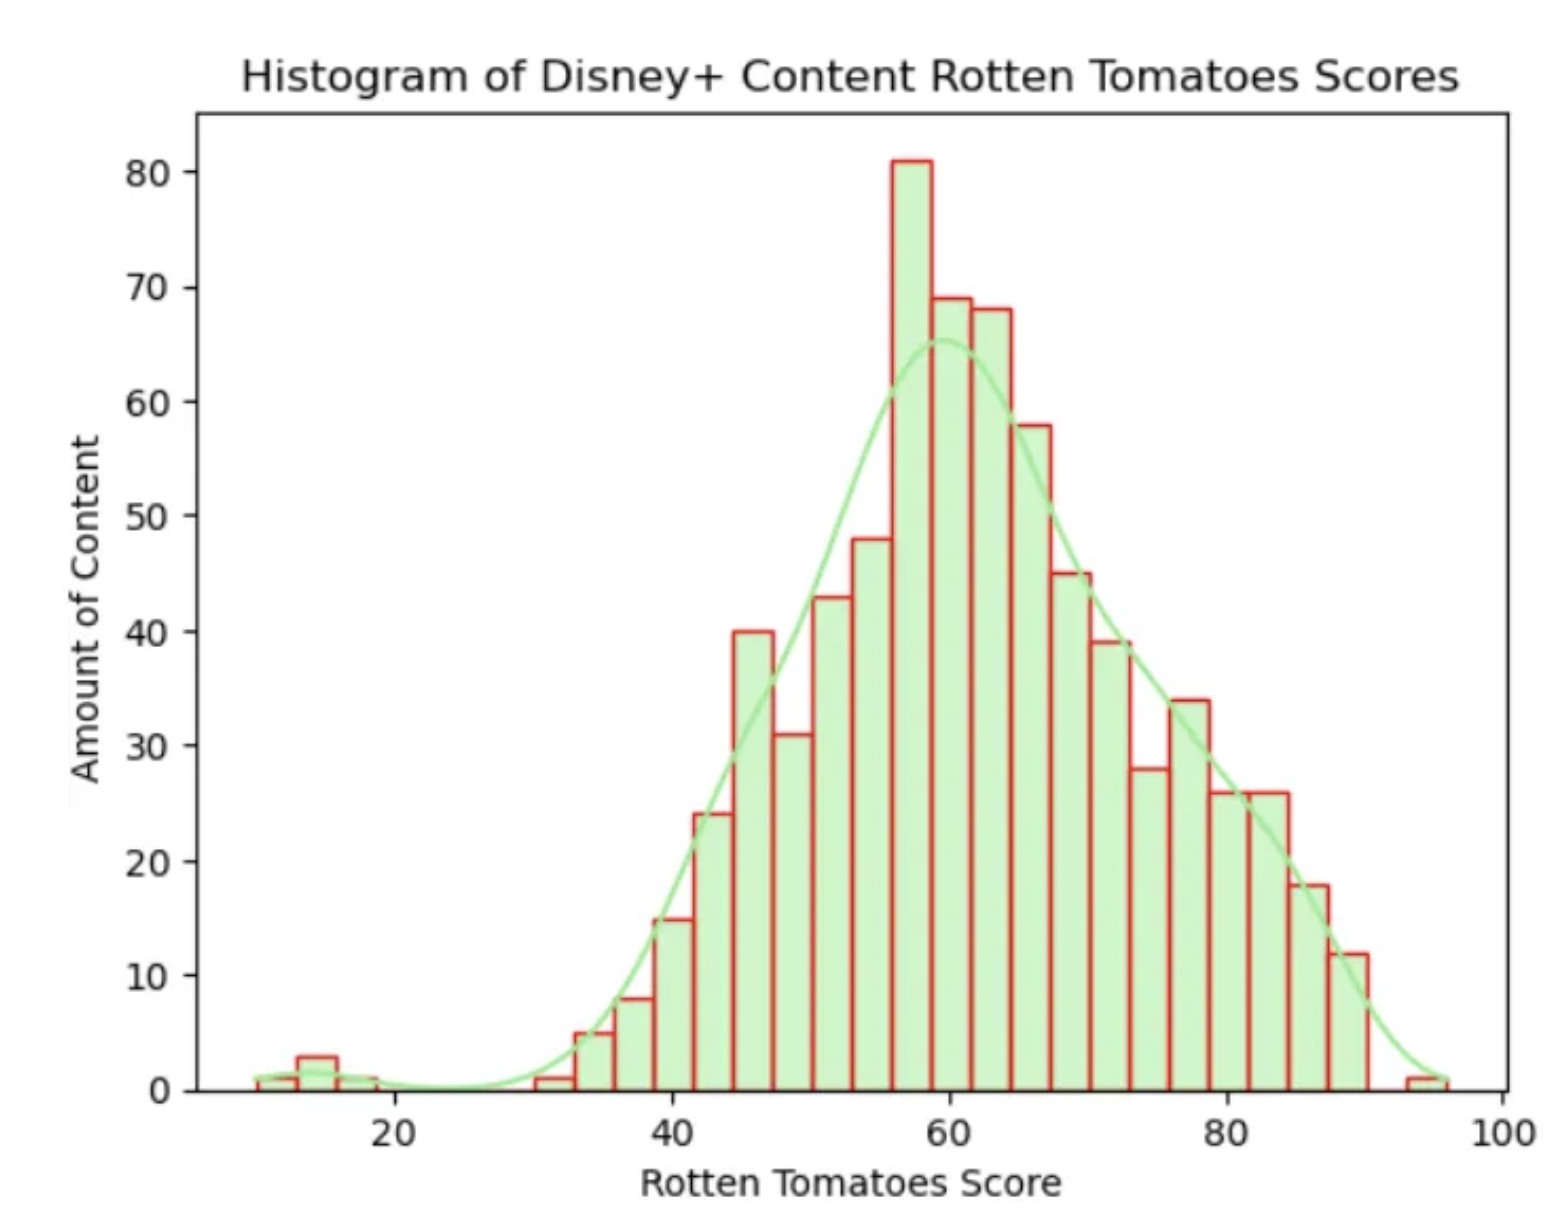 Histogram of Disney+ Content Rotten Tomatoes Scores
Amount of Content
80
70
60
50
40
30
20
10
0
20 40 60 80 100
Rotten Tomatoes Score